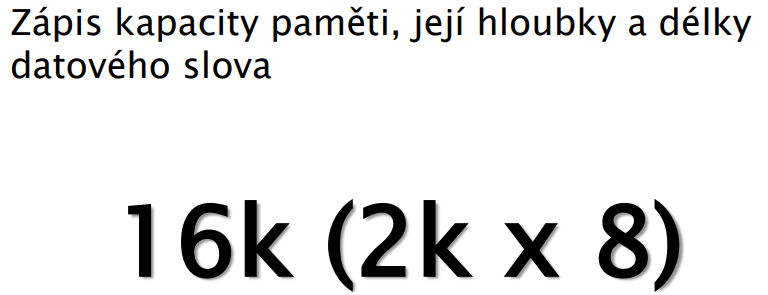 Zápis kapacity paměti, její hloubky a délky
datového slova
16k (2k x 8)